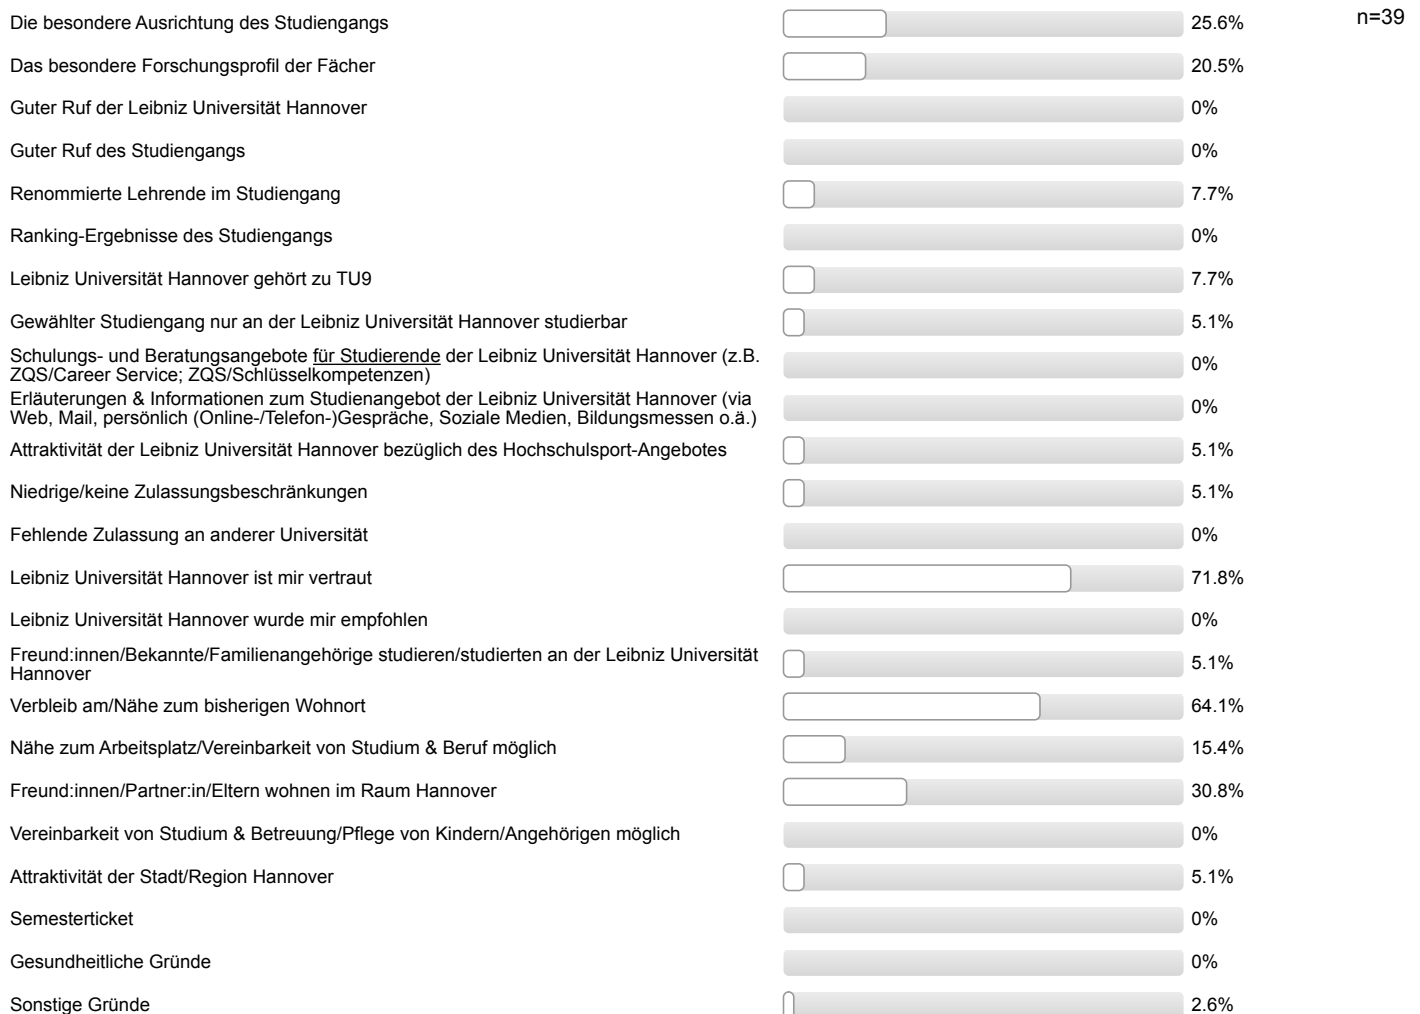 Die besondere Ausrichtung des Studiengangs 25.6% n=39
Das besondere Forschungsprofil der Fächer 20.5%
Guter Ruf der Leibniz Universität Hannover 0%
Guter Ruf des Studiengangs 0%
Renommierte Lehrende im Studiengang 7.7%
Ranking-Ergebnisse des Studiengangs 0%
Leibniz Universität Hannover gehört zu TU9 7.7%
Gewählter Studiengang nur an der Leibniz Universität Hannover studierbar 5.1%
Schulungs- und Beratungsangebote für Studierende der Leibniz Universität Hannover (z.B.
ZQS/Career Service; ZQS/Schlüsselkompetenzen) 0%
Erläuterungen & Informationen zum Studienangebot der Leibniz Universität Hannover (via
Web, Mail, persönlich (Online-/Telefon-)Gespräche, Soziale Medien, Bildungsmessen o.ä.) 0%
Attraktivität der Leibniz Universität Hannover bezüglich des Hochschulsport-Angebotes 5.1%
Niedrige/keine Zulassungsbeschränkungen 5.1%
Fehlende Zulassung an anderer Universität 0%
Leibniz Universität Hannover ist mir vertraut 71.8%
Leibniz Universität Hannover wurde mir empfohlen 0%
Freund:innen/Bekannte/Familienangehörige studieren/studierten an der Leibniz Universität
Hannover 5.1%
Verbleib am/Nähe zum bisherigen Wohnort 64.1%
Nähe zum Arbeitsplatz/Vereinbarkeit von Studium & Beruf möglich 15.4%
Freund:innen/Partner:in/Eltern wohnen im Raum Hannover 30.8%
Vereinbarkeit von Studium & Betreuung/Pflege von Kindern/Angehörigen möglich 0%
Attraktivität der Stadt/Region Hannover 5.1%
Semesterticket 0%
Gesundheitliche Gründe 0%
Sonstige Gründe 2.6%